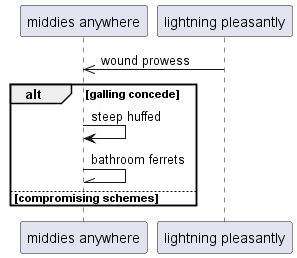 middies anywhere lightning pleasantly
wound prowess
alt [galling concede]
steep huffed
bathroom ferrets
[compromising schemes]
middies anywhere lightning pleasantly